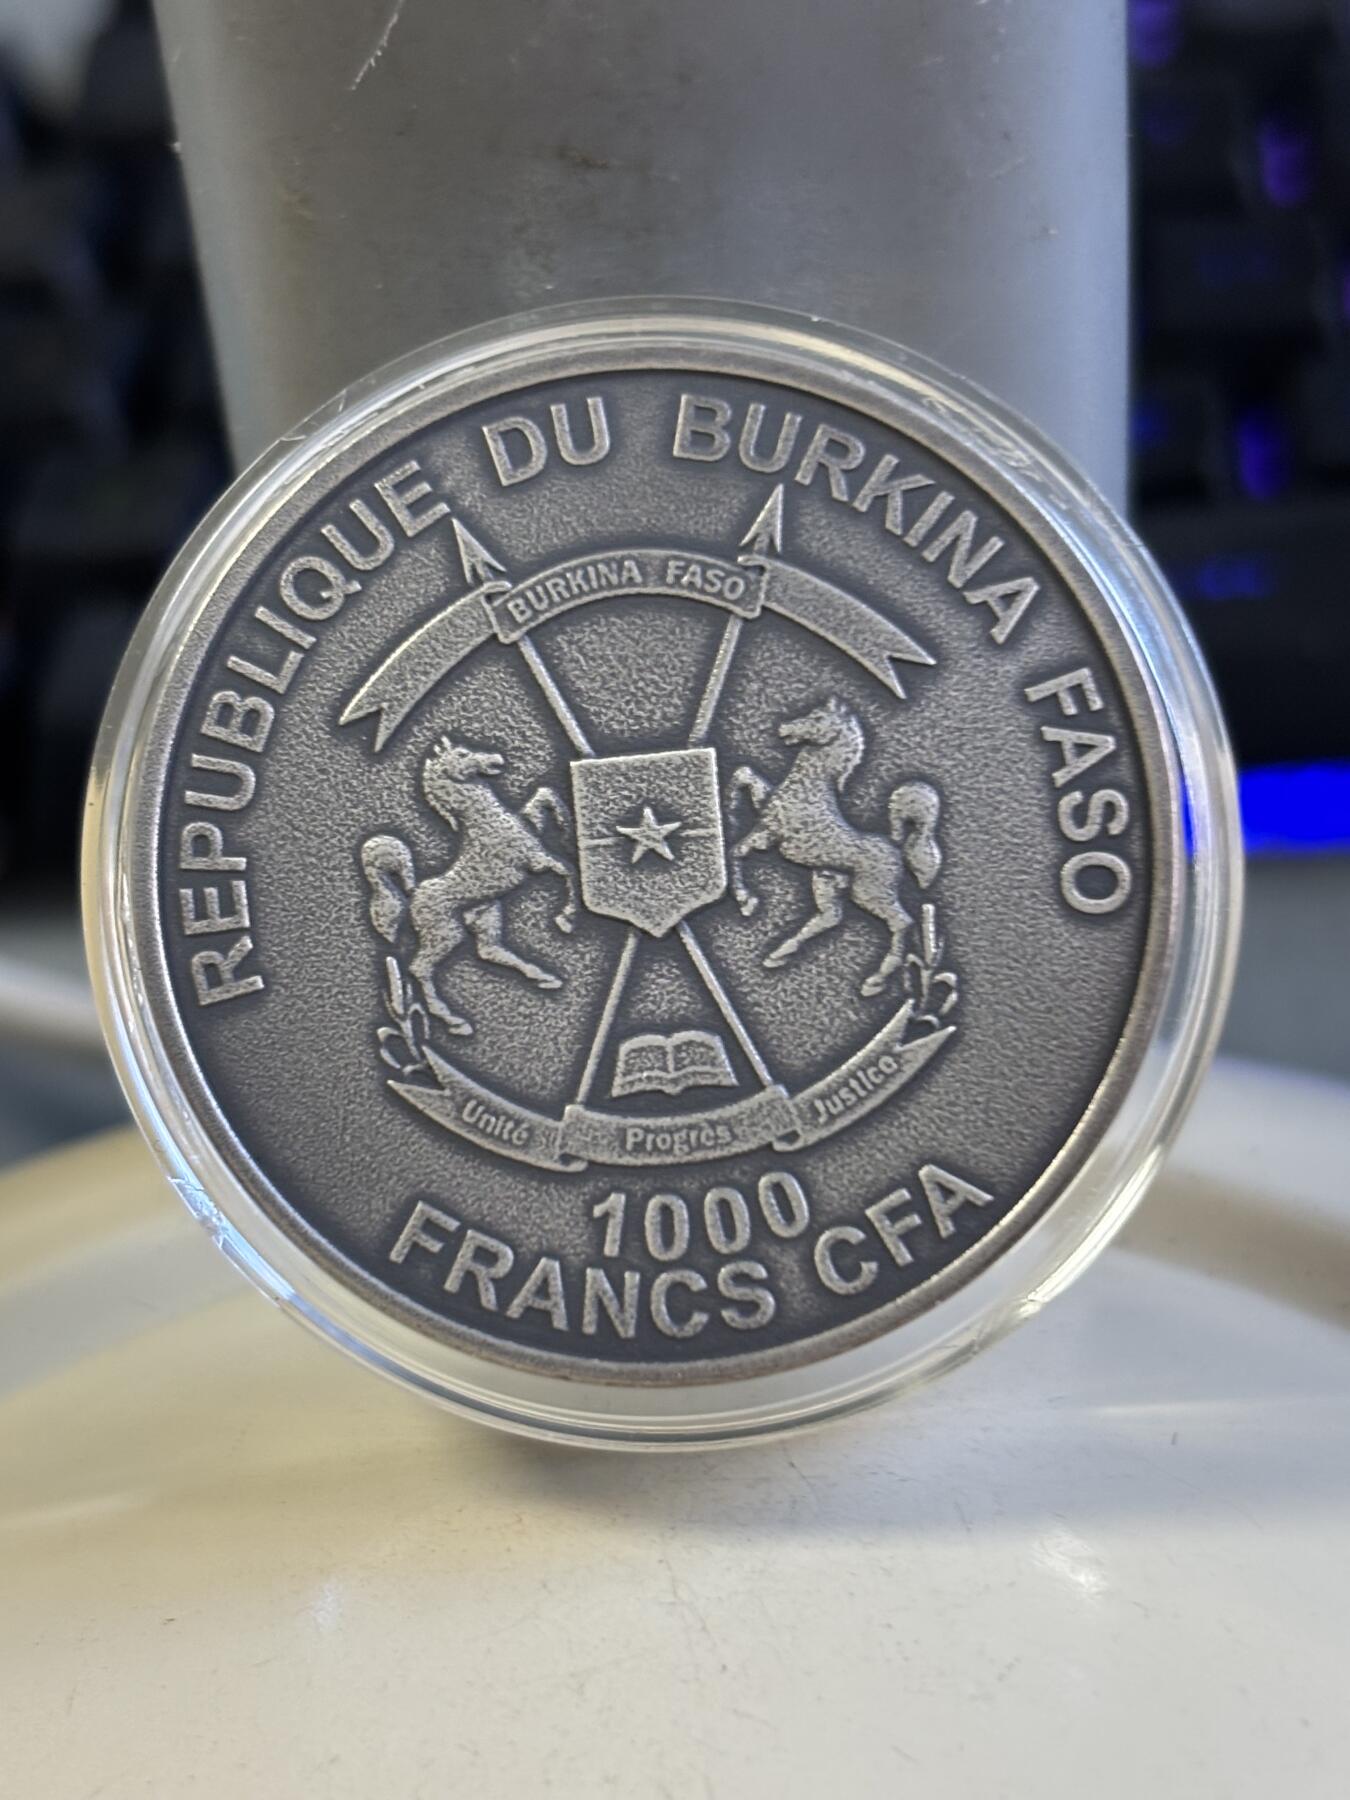 REPUBLIQUE DU BURKINA FASO
BURKINA FASO
Unité Progrès Justice
1000
FRANCS CFA